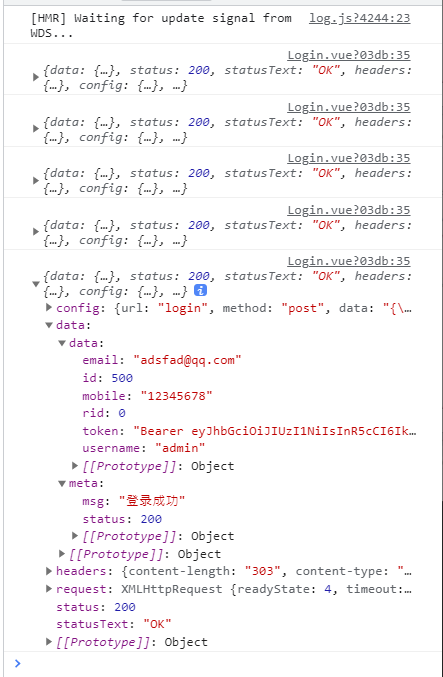 [HMR] Waiting for update signal from log.js?4244:23
WDS...
Login.vue?03db:35
{data: {…}, status: 200, statusText: "OK", headers:
{…}, config: {…}, …}
Login.vue?03db:35
{data: {…}, status: 200, statusText: "OK", headers:
{…}, config: {…}, …}
Login.vue?03db:35
{data: {…}, status: 200, statusText: "OK", headers:
{…}, config: {…}, …}
Login.vue?03db:35
{data: {…}, status: 200, statusText: "OK", headers:
{…}, config: {…}, …}
Login.vue?03db:35
{data: {…}, status: 200, statusText: "OK", headers:
{…}, config: {…}, …} i
config: {url: "login", method: "post", data: "{\…
data:
data:
email: "adsfad@qq.com"
id: 500
mobile: "12345678"
rid: 0
token: "Bearer eyJhbGciOiJIUzI1NiIsInR5cCI6Ik…
username: "admin"
[[Prototype]]: Object
meta:
msg: "登录成功"
status: 200
[[Prototype]]: Object
[[Prototype]]: Object
headers: {content-length: "303", content-type: "…
request: XMLHttpRequest {readyState: 4, timeout:…
status: 200
statusText: "OK"
[[Prototype]]: Object